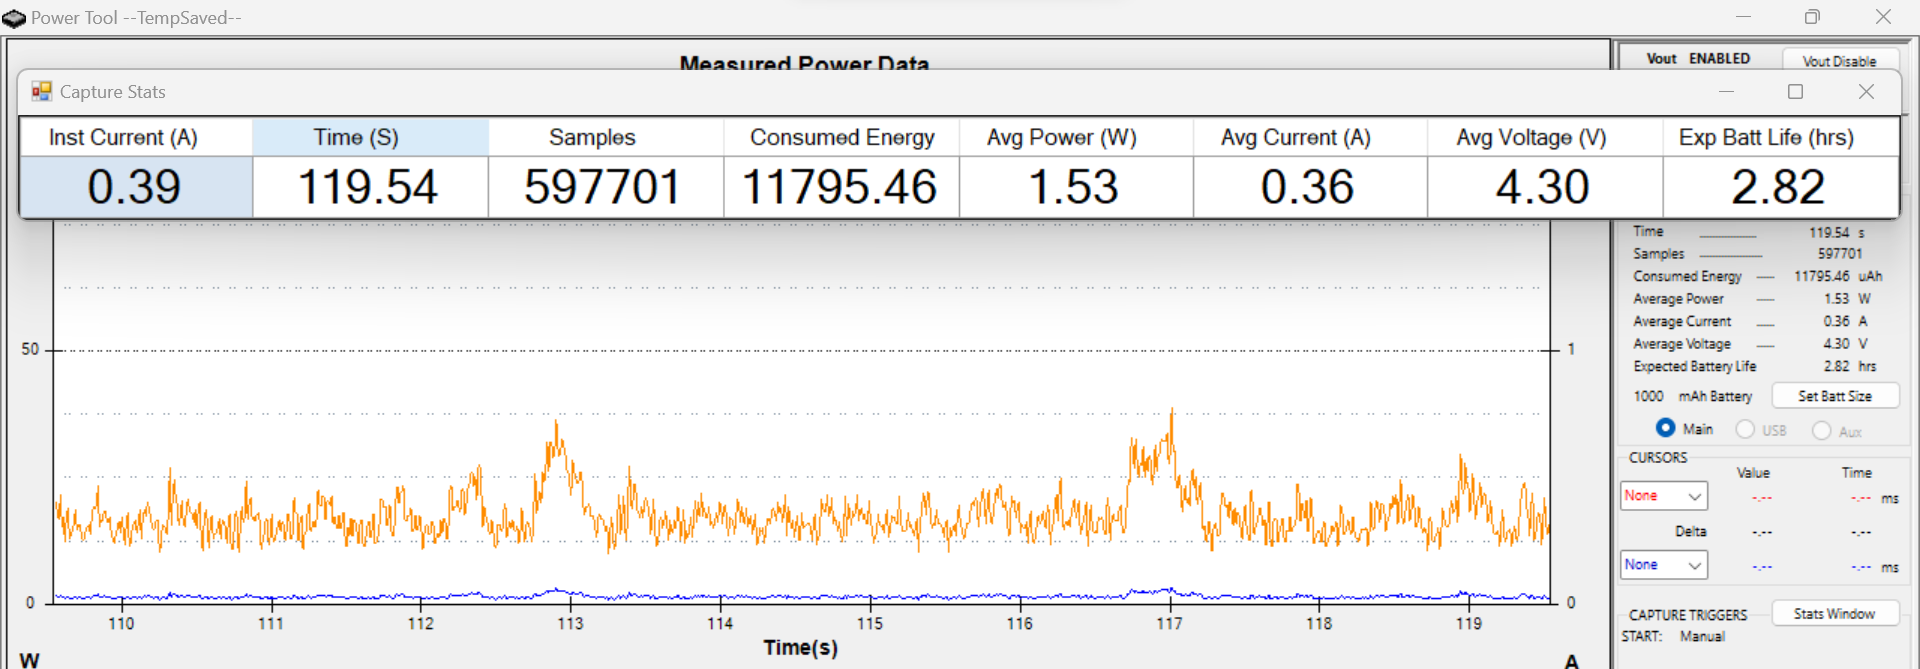 Power Tool --TempSaved--
Measured Power Data
Vout ENABLED
Vout Disable
Capture Stats
Inst Current (A) Time (S) Samples Consumed Energy Avg Power (W) Avg Current (A) Avg Voltage (V) Exp Batt Life (hrs)
0.39 119.54 597701 11795.46 1.53 0.36 4.30 2.82
Time 119.54 s
Samples 597701
Consumed Energy 11795.46 uAh
Average Power 1.53 W
Average Current 0.36 A
Average Voltage 4.30 V
Expected Battery Life 2.82 hrs
1000 mAh Battery Set Batt Size
Main USB Aux
CURSORS
Value Time
None -.-- -.-- ms
Delta -.-- -.--
None -.-- -.-- ms
CAPTURE TRIGGERS Stats Window
START: Manual
50 1
0 0
110 111 112 113 114 115 116 117 118 119
Time(s)
W A